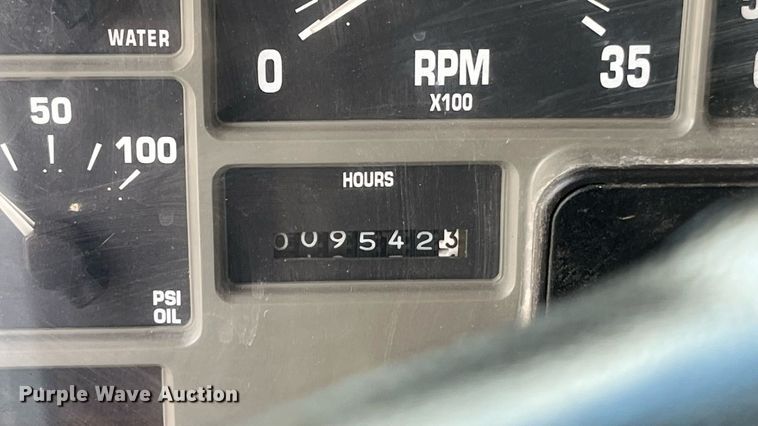 WATER
0
RPM
X100
35
50
100
PSI
OIL
HOURS
0095423
Purple Wave Auction